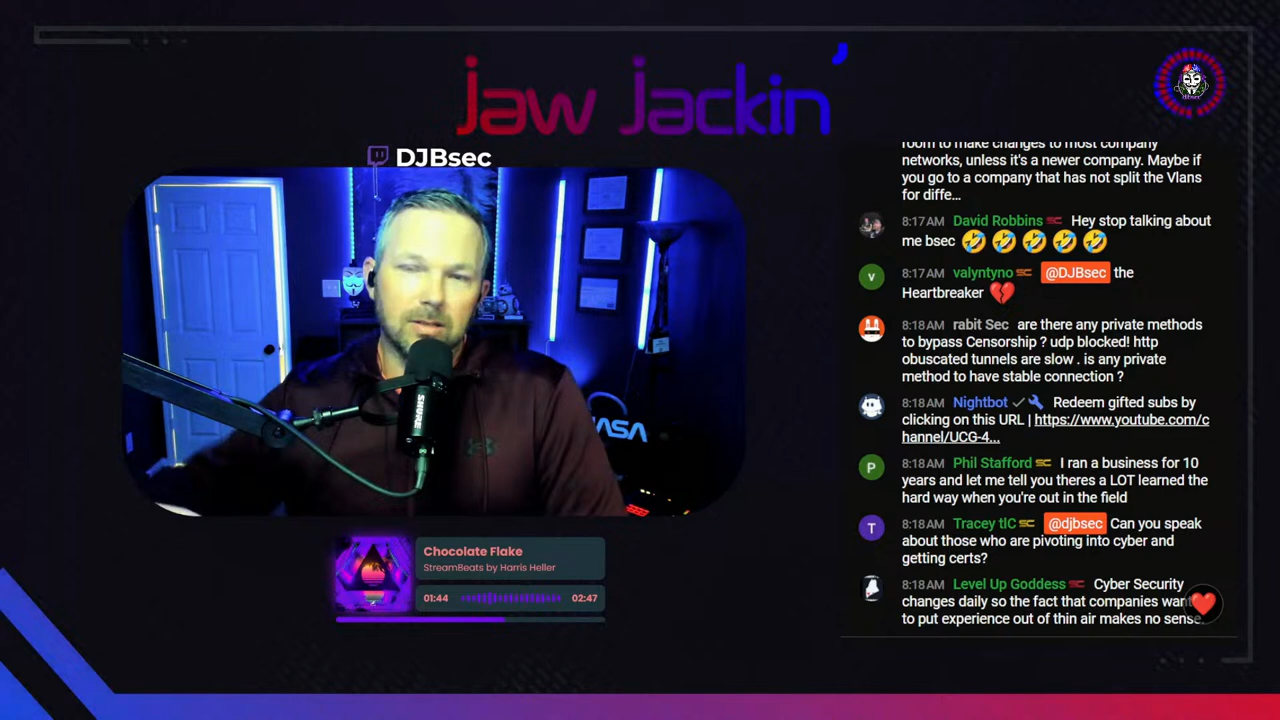 jaw Jackin'
DJBsec
room to make changes to most company
networks, unless it's a newer company. Maybe if
you go to a company that has not split the Vlans
for diffe...
8:17AM David Robbins Hey stop talking about
me bsec
8:17AM valyntyno @DJBsec the
Heartbreaker
8:18AM rabit Sec are there any private methods
to bypass Censorship ? udp blocked! http
obuscated tunnels are slow . is any private
method to have stable connection ?
8:18AM Nightbot Redeem gifted subs by
clicking on this URL | https://www.youtube.com/c
hannel/UCG-4...
P
8:18AM Phil Stafford I ran a business for 10
years and let me tell you theres a LOT learned the
hard way when you're out in the field
T
8:18AM Tracey tIC @djbsec Can you speak
about those who are pivoting into cyber and
getting certs?
8:18AM Level Up Goddess Cyber Security
changes daily so the fact that companies want
to put experience out of thin air makes no sense.
V
SHURE
NASA
Chocolate Flake
StreamBeats by Harris Heller
01:44
02:47